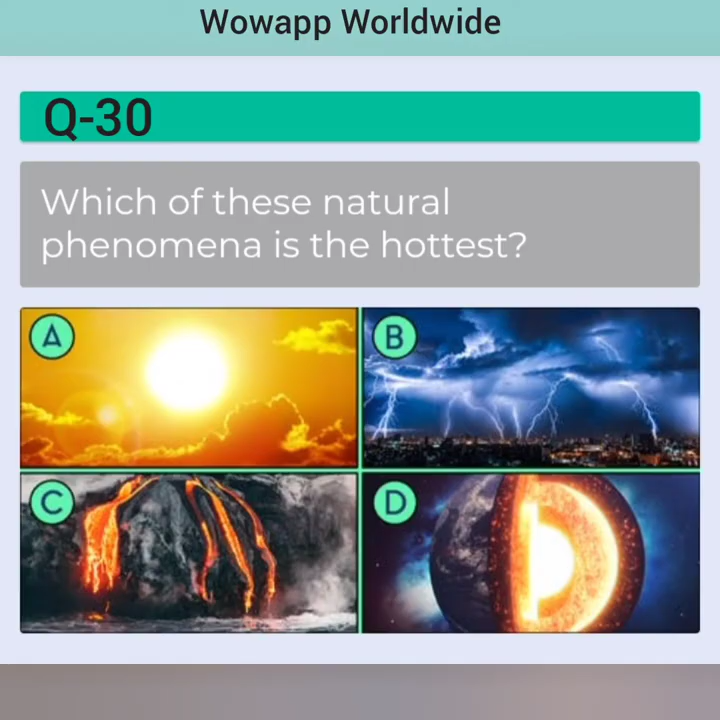 Wowapp Worldwide
Q-30
Which of these natural
phenomena is the hottest?
A
B
C
D